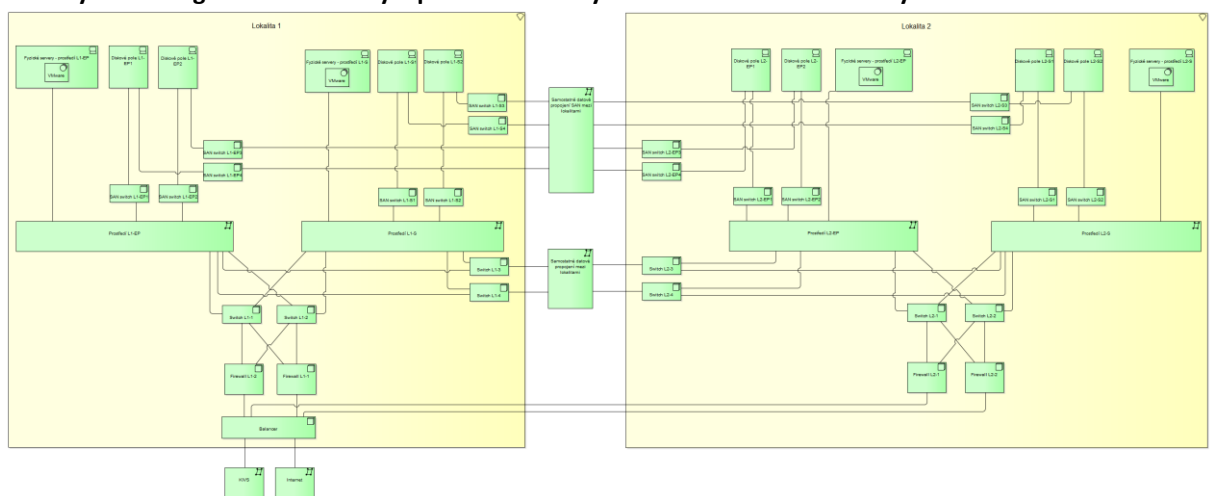 Lokalita 1
Lokalita 2
Fyzické servery - prostředí L1-EP
VMware
Diskové pole L1-EP1
Diskové pole L1-EP2
Fyzické servery - prostředí L1-S
VMware
Diskové pole L1-S1
Diskové pole L1-S2
SAN switch L1-S3
SAN switch L1-S4
SAN switch L1-EP3
SAN switch L1-EP4
SAN switch L1-EP1
SAN switch L1-EP2
SAN switch L1-S1
SAN switch L1-S2
Prostředí L1-EP
Prostředí L1-S
Switch L1-3
Switch L1-4
Switch L1-1
Switch L1-2
Firewall L1-2
Firewall L1-1
Balancer
KIVS
Internet
Samostatné datové
propojení SAN mezi
lokalitami
Samostatné datové
propojení mezi
lokalitami
Diskové pole L2-EP1
Diskové pole L2-EP2
Fyzické servery - prostředí L2-EP
VMware
Diskové pole L2-S1
Diskové pole L2-S2
Fyzické servery - prostředí L2-S
VMware
SAN switch L2-S3
SAN switch L2-S4
SAN switch L2-EP3
SAN switch L2-EP4
SAN switch L2-EP1
SAN switch L2-EP2
SAN switch L2-S1
SAN switch L2-S2
Prostředí L2-EP
Prostředí L2-S
Switch L2-3
Switch L2-4
Switch L2-1
Switch L2-2
Firewall L2-1
Firewall L2-2